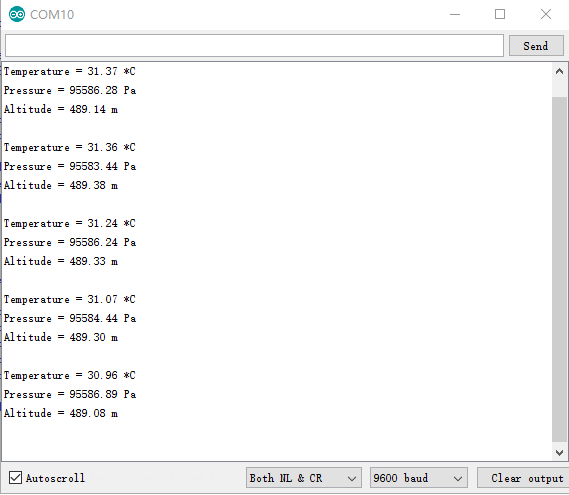 COM10
Send
Temperature = 31.37 *C
Pressure = 95586.28 Pa
Altitude = 489.14 m
Temperature = 31.36 *C
Pressure = 95583.44 Pa
Altitude = 489.38 m
Temperature = 31.24 *C
Pressure = 95586.24 Pa
Altitude = 489.33 m
Temperature = 31.07 *C
Pressure = 95584.44 Pa
Altitude = 489.30 m
Temperature = 30.96 *C
Pressure = 95586.89 Pa
Altitude = 489.08 m
Autoscroll Both NL & CR 9600 baud Clear output